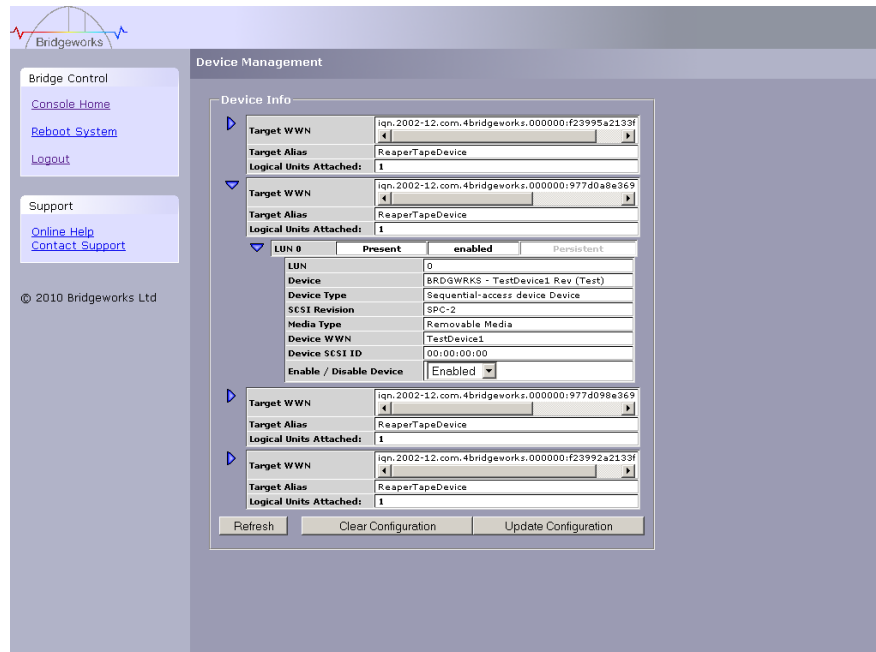 Bridgeworks
Device Management
Bridge Control
Console Home
Reboot System
Logout
Support
Online Help
Contact Support
© 2010 Bridgeworks Ltd
Device Info
Target WWN iqn.2002-12.com.4bridgeworks.000000:f23995a2133f
Target Alias ReaperTapeDevice
Logical Units Attached: 1
Target WWN iqn.2002-12.com.4bridgeworks.000000:977d0a8e369
Target Alias ReaperTapeDevice
Logical Units Attached: 1
LUN 0 Present enabled Persistent
LUN 0
Device BRDGWRKS - TestDevice1 Rev (Test)
Device Type Sequential-access device Device
SCSI Revision SPC-2
Media Type Removable Media
Device WWN TestDevice1
Device SCSI ID 00:00:00:00
Enable / Disable Device Enabled
Target WWN iqn.2002-12.com.4bridgeworks.000000:977d098e369
Target Alias ReaperTapeDevice
Logical Units Attached: 1
Target WWN iqn.2002-12.com.4bridgeworks.000000:f23992a2133f
Target Alias ReaperTapeDevice
Logical Units Attached: 1
Refresh Clear Configuration Update Configuration